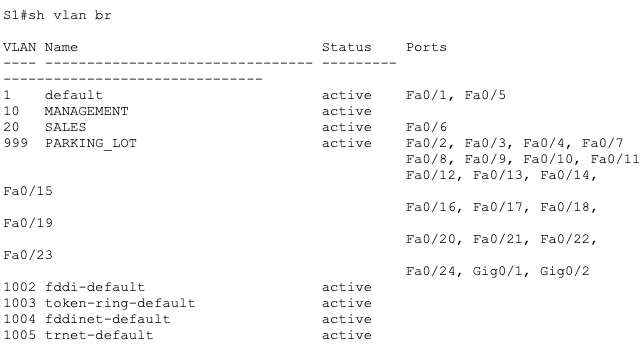 S1#sh vlan br
VLAN Name                             Status    Ports
---- -------------------------------- ---------
-------------------------------
1    default                          active    Fa0/1, Fa0/5
10   MANAGEMENT                       active
20   SALES                            active    Fa0/6
999  PARKING_LOT                      active    Fa0/2, Fa0/3, Fa0/4, Fa0/7
                                                Fa0/8, Fa0/9, Fa0/10, Fa0/11
                                                Fa0/12, Fa0/13, Fa0/14,
Fa0/15
                                                Fa0/16, Fa0/17, Fa0/18,
Fa0/19
                                                Fa0/20, Fa0/21, Fa0/22,
Fa0/23
                                                Fa0/24, Gig0/1, Gig0/2
1002 fddi-default                     active
1003 token-ring-default               active
1004 fddinet-default                  active
1005 trnet-default                    active